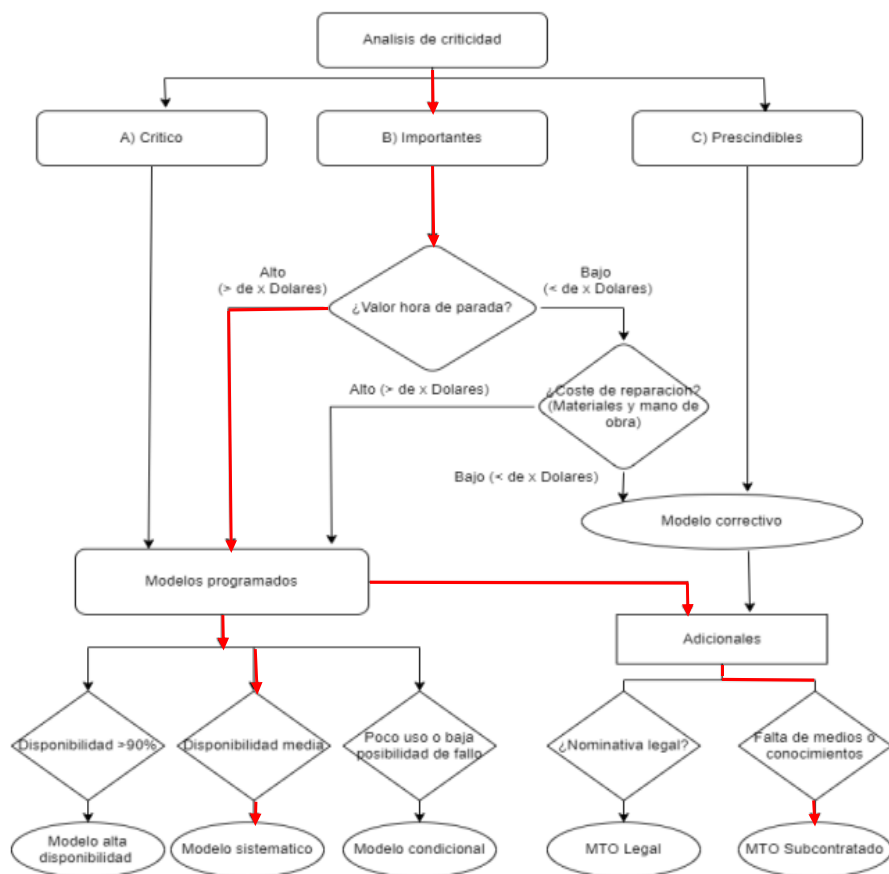 Analisis de criticidad
A) Critico
B) Importantes
C) Prescindibles
Alto
(> de x Dolares)
Bajo
(< de x Dolares)
¿Valor hora de parada?
Alto (> de x Dolares)
¿Coste de reparacion?
(Materiales y mano de
obra)
Bajo (< de x Dolares)
Modelo correctivo
Modelos programados
Adicionales
Disponibilidad >90%
Disponibilidad media
Poco uso o baja
posibilidad de fallo
¿Nominativa legal?
Falta de medios o
conocimientos
Modelo alta
disponibilidad
Modelo sistematico
Modelo condicional
MTO Legal
MTO Subcontratado